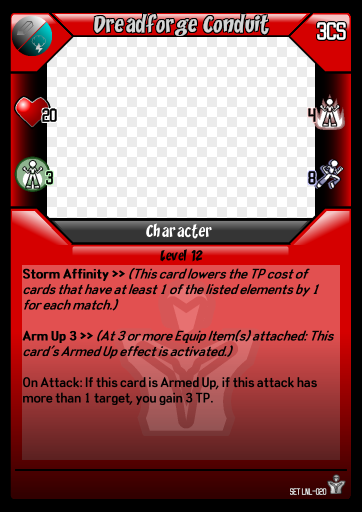 Dreadforge Conduit
3CS
20
4
3
8
Character
Level 12
Storm Affinity >> (This card lowers the TP cost of
cards that have at least 1 of the listed elements by 1
for each match.)
Arm Up 3 >> (At 3 or more Equip Item(s) attached: This
card's Armed Up effect is activated.)
On Attack: If this card is Armed Up, if this attack has
more than 1 target, you gain 3 TP.
SET LNL-020